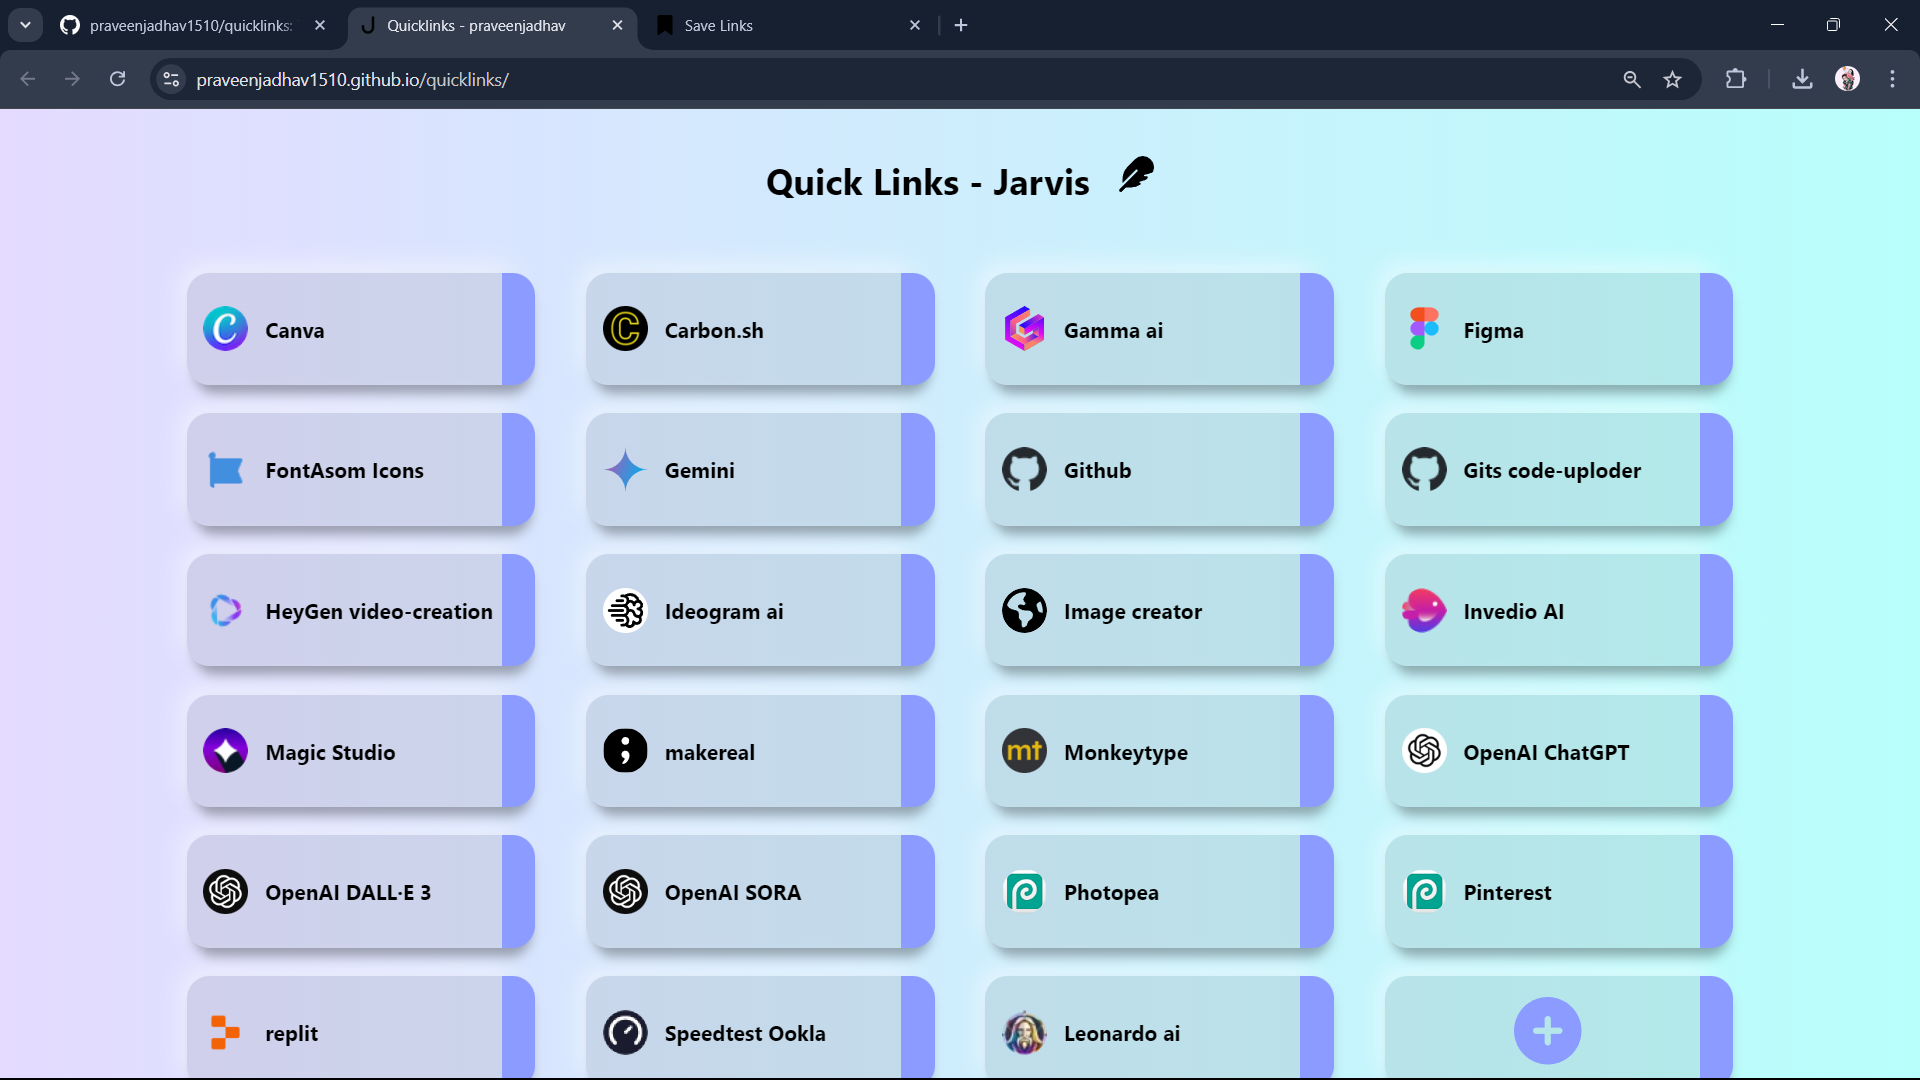 praveenjadhav1510/quicklinks:
Quicklinks - praveenjadhav
Save Links
praveenjadhav1510.github.io/quicklinks/
Quick Links - Jarvis
Canva
Carbon.sh
Gamma ai
Figma
FontAsom Icons
Gemini
Github
Gits code-uploder
HeyGen video-creation
Ideogram ai
Image creator
Invedio AI
Magic Studio
makereal
mt
Monkeytype
OpenAI ChatGPT
OpenAI DALL·E 3
OpenAI SORA
Photopea
Pinterest
replit
Speedtest Ookla
Leonardo ai